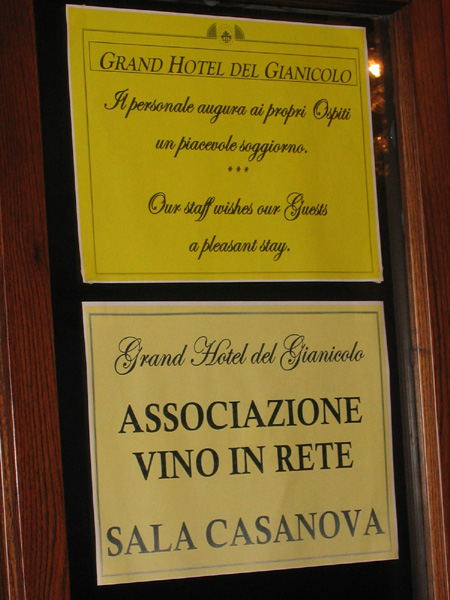 GRAND HOTEL DEL GIANICOLO
Il personale augura ai propri Ospiti
un piacevole soggiorno.
***
Our staff wishes our Guests
a pleasant stay.
Grand Hotel del Gianicolo
ASSOCIAZIONE
VINO IN RETE
SALA CASANOVA